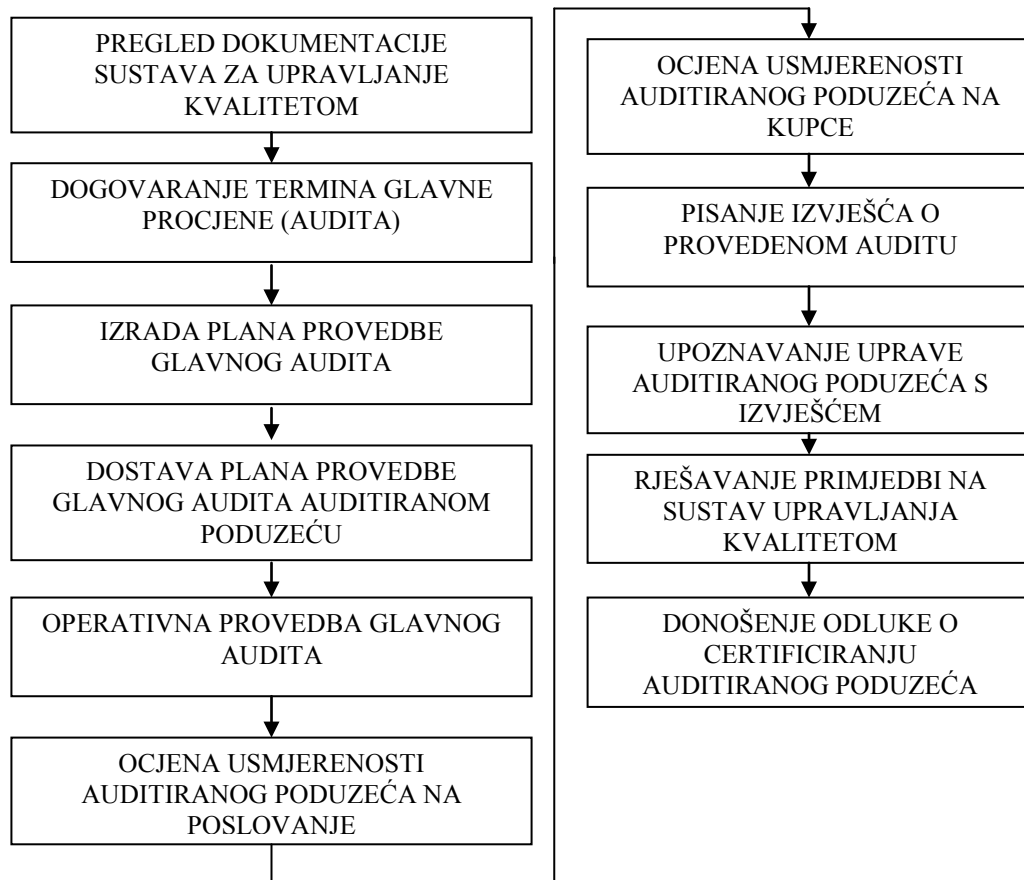 PREGLED DOKUMENTACIJE
SUSTAVA ZA UPRAVLJANJE
KVALITETOM
DOGOVARANJE TERMINA GLAVNE
PROCJENE (AUDITA)
IZRADA PLANA PROVEDBE
GLAVNOG AUDITA
DOSTAVA PLANA PROVEDBE
GLAVNOG AUDITA AUDITIRANOM
PODUZEĆU
OPERATIVNA PROVEDBA GLAVNOG
AUDITA
OCJENA USMJERENOSTI
AUDITIRANOG PODUZEĆA NA
POSLOVANJE
OCJENA USMJERENOSTI
AUDITIRANOG PODUZEĆA NA
KUPCE
PISANJE IZVJEŠĆA O
PROVEDENOM AUDITU
UPOZNAVANJE UPRAVE
AUDITIRANOG PODUZEĆA S
IZVJEŠĆEM
RJEŠAVANJE PRIMJEDBI NA
SUSTAV UPRAVLJANJA
KVALITETOM
DONOŠENJE ODLUKE O
CERTIFICIRANJU
AUDITIRANOG PODUZEĆA